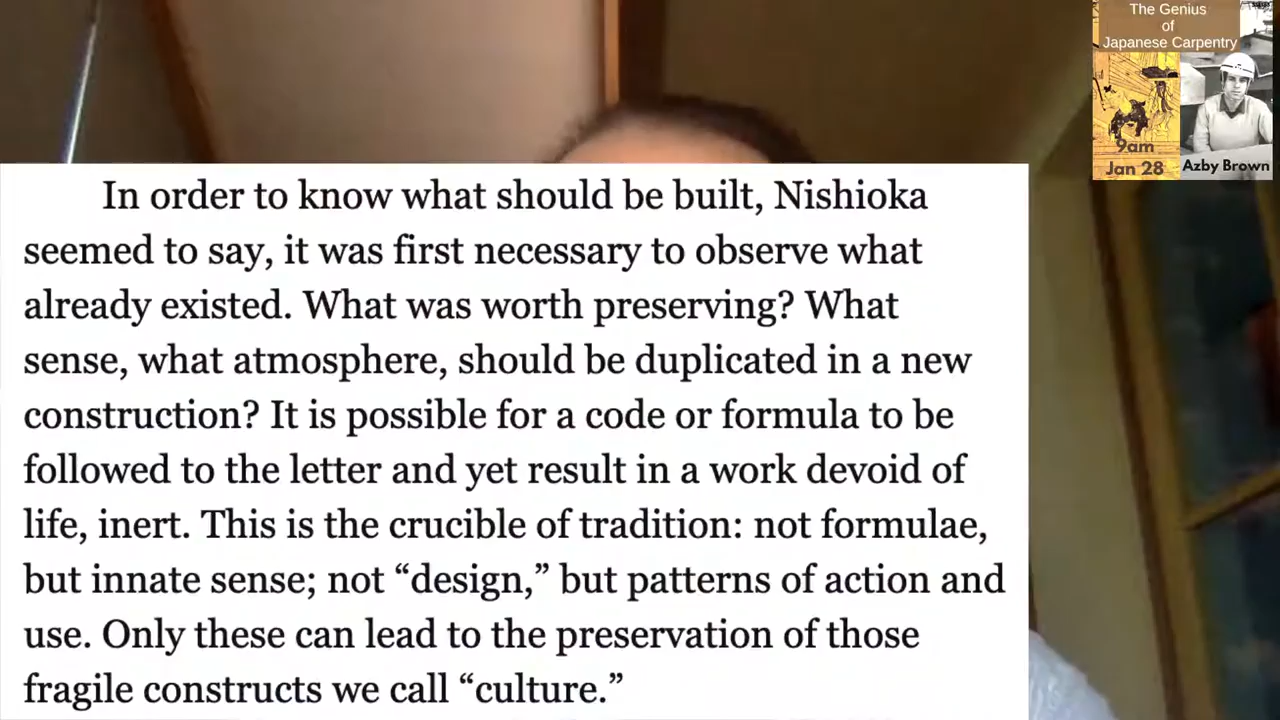 The Genius
of
Japanese Carpentry
9am
Jan 28
Azby Brown
In order to know what should be built, Nishioka
seemed to say, it was first necessary to observe what
already existed. What was worth preserving? What
sense, what atmosphere, should be duplicated in a new
construction? It is possible for a code or formula to be
followed to the letter and yet result in a work devoid of
life, inert. This is the crucible of tradition: not formulae,
but innate sense; not “design,” but patterns of action and
use. Only these can lead to the preservation of those
fragile constructs we call “culture.”